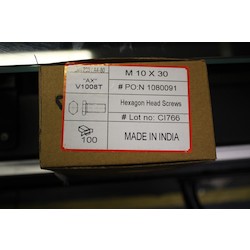 M 10 X 30
"AX"
V1008T
# PO:N 1080091
Hexagon Head Screws
# Lot no: CI766
100
MADE IN INDIA